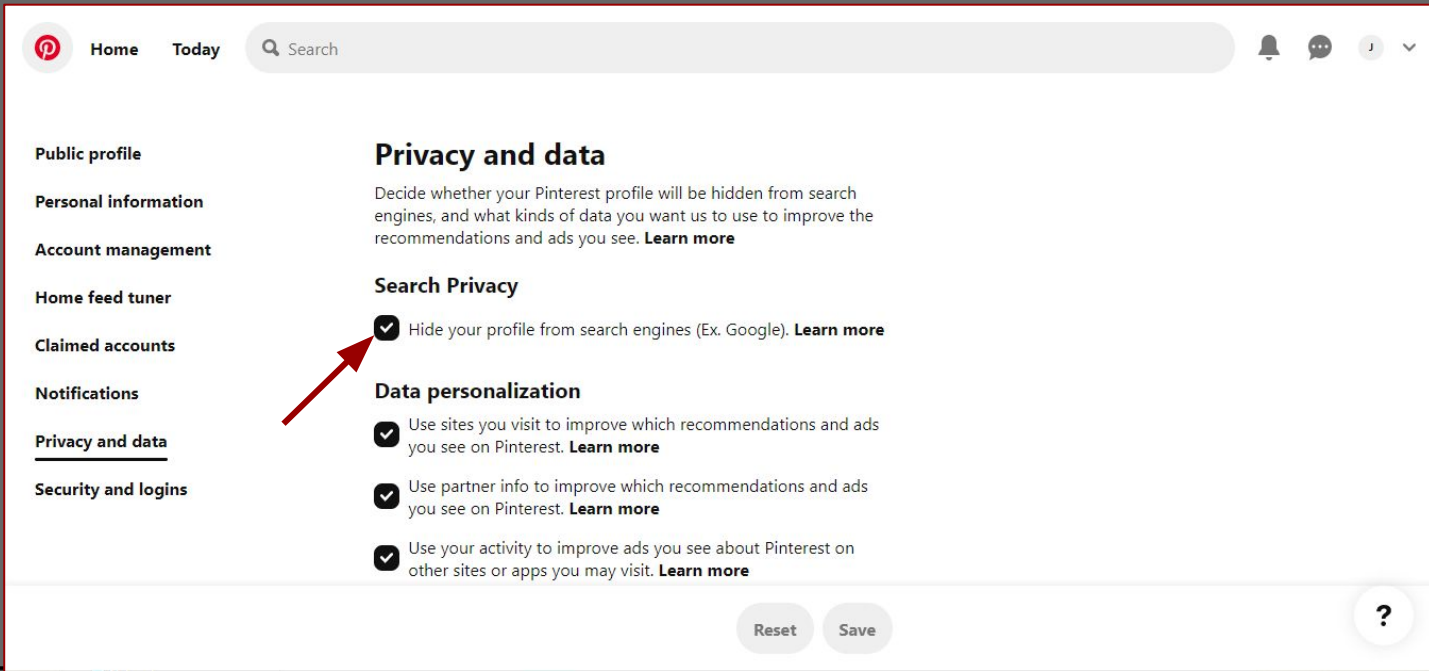 Home Today Search J
Public profile
Personal information
Account management
Home feed tuner
Claimed accounts
Notifications
Privacy and data
Security and logins
Privacy and data
Decide whether your Pinterest profile will be hidden from search
engines, and what kinds of data you want us to use to improve the
recommendations and ads you see. Learn more
Search Privacy
Hide your profile from search engines (Ex. Google). Learn more
Data personalization
Use sites you visit to improve which recommendations and ads
you see on Pinterest. Learn more
Use partner info to improve which recommendations and ads
you see on Pinterest. Learn more
Use your activity to improve ads you see about Pinterest on
other sites or apps you may visit. Learn more
Reset Save
?